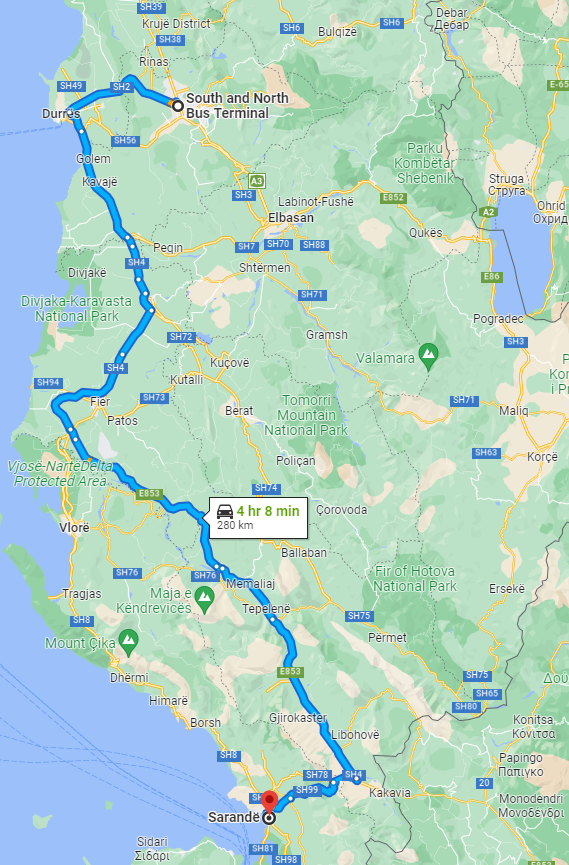 SH39
Debar
Дебар
Krujë District
SH6
SH6
Bulqizë
SH38
Rinas
SH49
SH2
E-65
South and North
Bus Terminal
Durrës
SH56
Parku
Kombëtar
Shebenik
Golem
A3
Kavajë
SH3
Labinot-Fushë
E852
Struga
Струга
Elbasan
A2
Ohrid
Охрид
Qukës
Peqin
SH7
SH70
SH88
SH4
Shtërmen
E86
Divjakë
SH71
Divjaka-Karavasta
National Park
Pogradec
SH72
Gramsh
SH3
Valamara
SH4
Kuçovë
Kutalli
SH94
SH73
Fier
Berat
Tomorri
Mountain
National Park
SH71
Maliq
Patos
SH63
Korçë
Vjosë-NartëDelta
Protected Area
Poliçan
SH74
E853
4 hr 8 min
280 km
Çorovoda
Vlorë
Ballaban
SH76
SH76
Memaliaj
Fir of Hotova
National Park
Ersekë
Tragjas
Maja e
Këndrevicës
Tepelenë
SH8
SH75
Mount Çika
Përmet
E853
SH75
Dhërmi
SH65
Himarë
SH80
Gjirokastër
Borsh
Libohovë
Konitsa
Κόνιτσα
SH8
Papingo
Πάπιγκο
SH78
SH4
SH99
Kakavia
20
Monodendri
Μονοδένδρι
Sarandë
Sidari
Σιδάρι
SH81
SH98